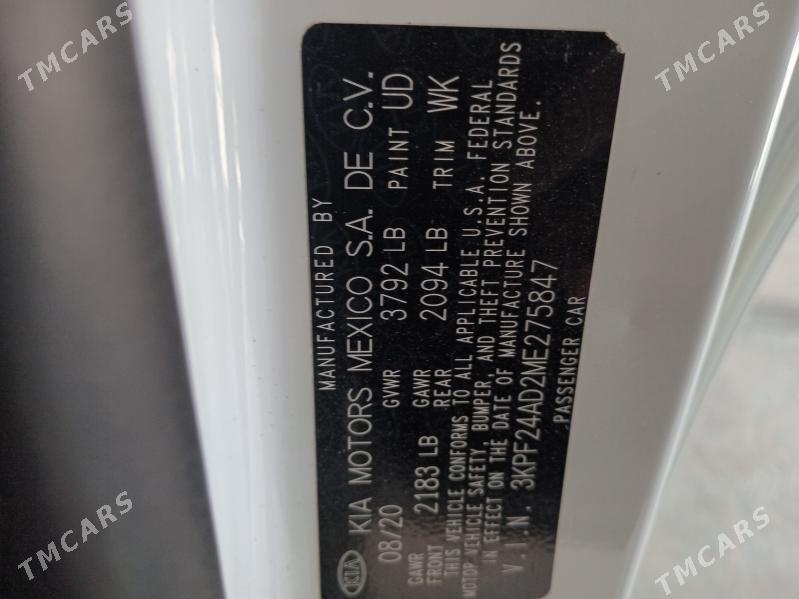 MANUFACTURED BY
KIA KIA MOTORS MEXICO S.A. DE C.V.
08/20 GVWR 3792 LB PAINT UD
GAWR FRONT 2183 LB GAWR REAR 2094 LB TRIM WK
THIS VEHICLE CONFORMS TO ALL APPLICABLE U.S.A. FEDERAL
MOTOR VEHICLE SAFETY, BUMPER, AND THEFT PREVENTION STANDARDS
IN EFFECT ON THE DATE OF MANUFACTURE SHOWN ABOVE.
V.I.N. 3KPF24AD2ME275847
PASSENGER CAR
TMCARS
TMCARS
TMCARS
TMCARS
TMCARS